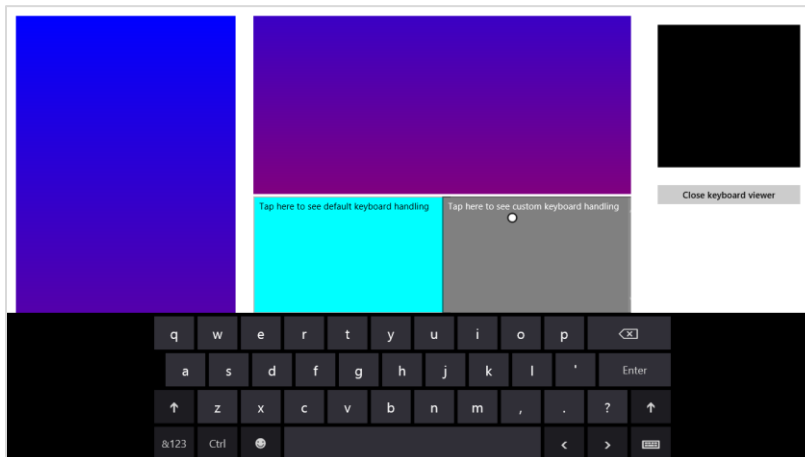 Tap here to see default keyboard handling
Tap here to see custom keyboard handling
Close keyboard viewer
q w e r t y u i o p
a s d f g h j k l ' Enter
z x c v b n m , . ?
&123 Ctrl < >